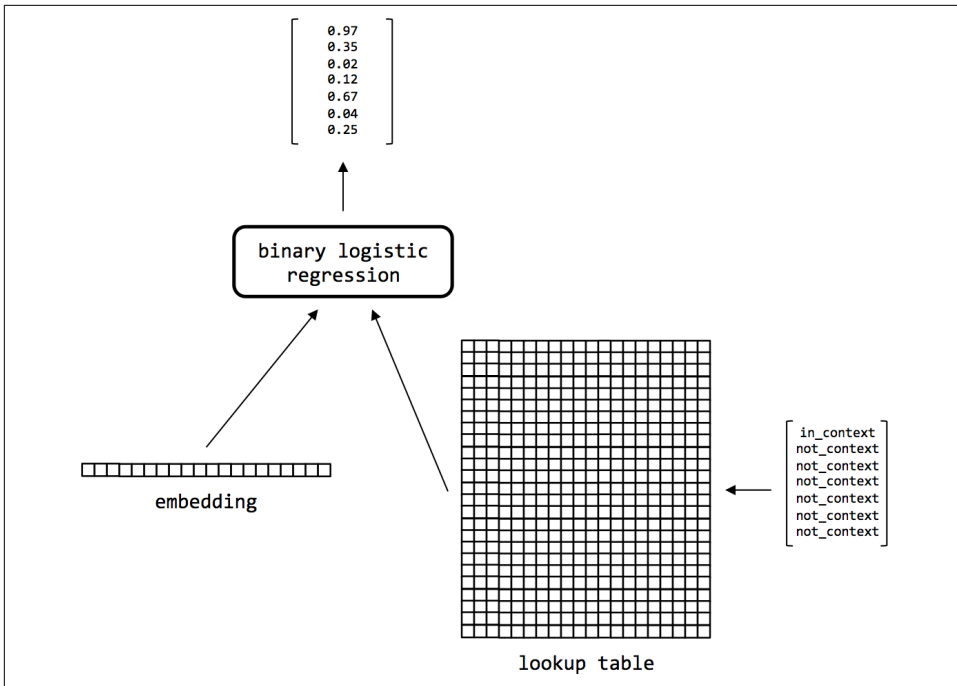 0.97
0.35
0.02
0.12
0.67
0.04
0.25
binary logistic
regression
embedding
in_context
not_context
not_context
not_context
not_context
not_context
not_context
lookup table